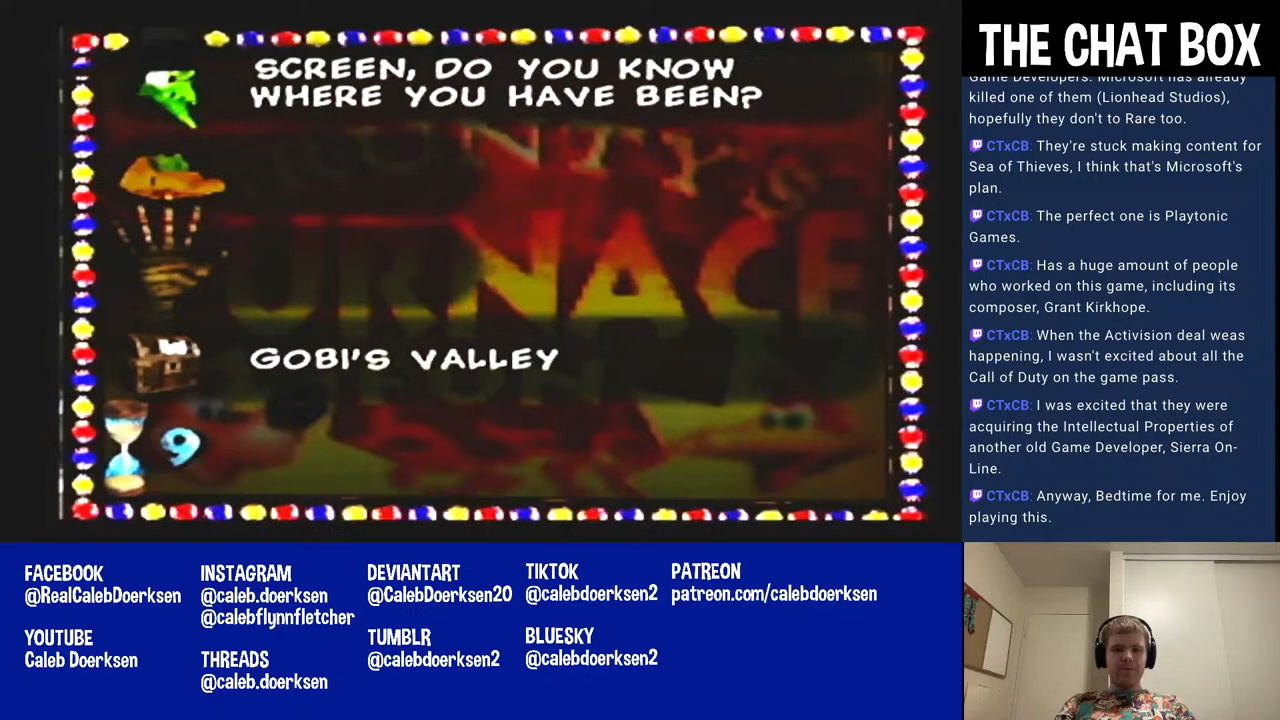 SCREEN, DO YOU KNOW
WHERE YOU HAVE BEEN?
GOBI'S VALLEY
9
THE CHAT BOX
Game Developers. Microsoft has already
killed one of them (Lionhead Studios),
hopefully they don't to Rare too.
CTxCB: They're stuck making content for
Sea of Thieves, I think that's Microsoft's
plan.
CTxCB: The perfect one is Playtonic
Games.
CTxCB: Has a huge amount of people
who worked on this game, including its
composer, Grant Kirkhope.
CTxCB: When the Activision deal weas
happening, I wasn't excited about all the
Call of Duty on the game pass.
CTxCB: I was excited that they were
acquiring the Intellectual Properties of
another old Game Developer, Sierra On-
Line.
CTxCB: Anyway, Bedtime for me. Enjoy
playing this.
FACEBOOK
@RealCalebDoerksen
YOUTUBE
Caleb Doerksen
INSTAGRAM
@caleb.doerksen
@calebflynnfletcher
THREADS
@caleb.doerksen
DEVIANTART
@CalebDoerksen20
TUMBLR
@calebdoerksen2
TIKTOK
@calebdoerksen2
BLUESKY
@calebdoerksen2
PATREON
patreon.com/calebdoerksen